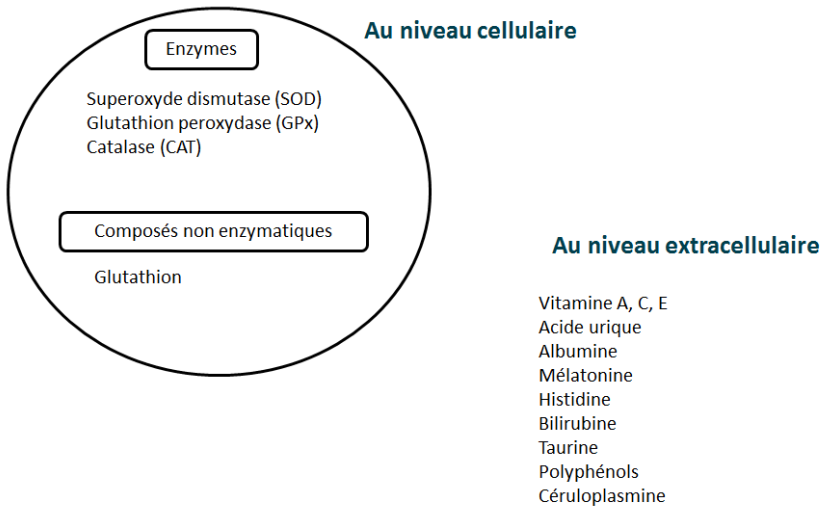 Au niveau cellulaire
Enzymes
Superoxyde dismutase (SOD)
Glutathion peroxydase (GPx)
Catalase (CAT)
Composés non enzymatiques
Glutathion
Au niveau extracellulaire
Vitamine A, C, E
Acide urique
Albumine
Mélatonine
Histidine
Bilirubine
Taurine
Polyphénols
Céruloplasmine